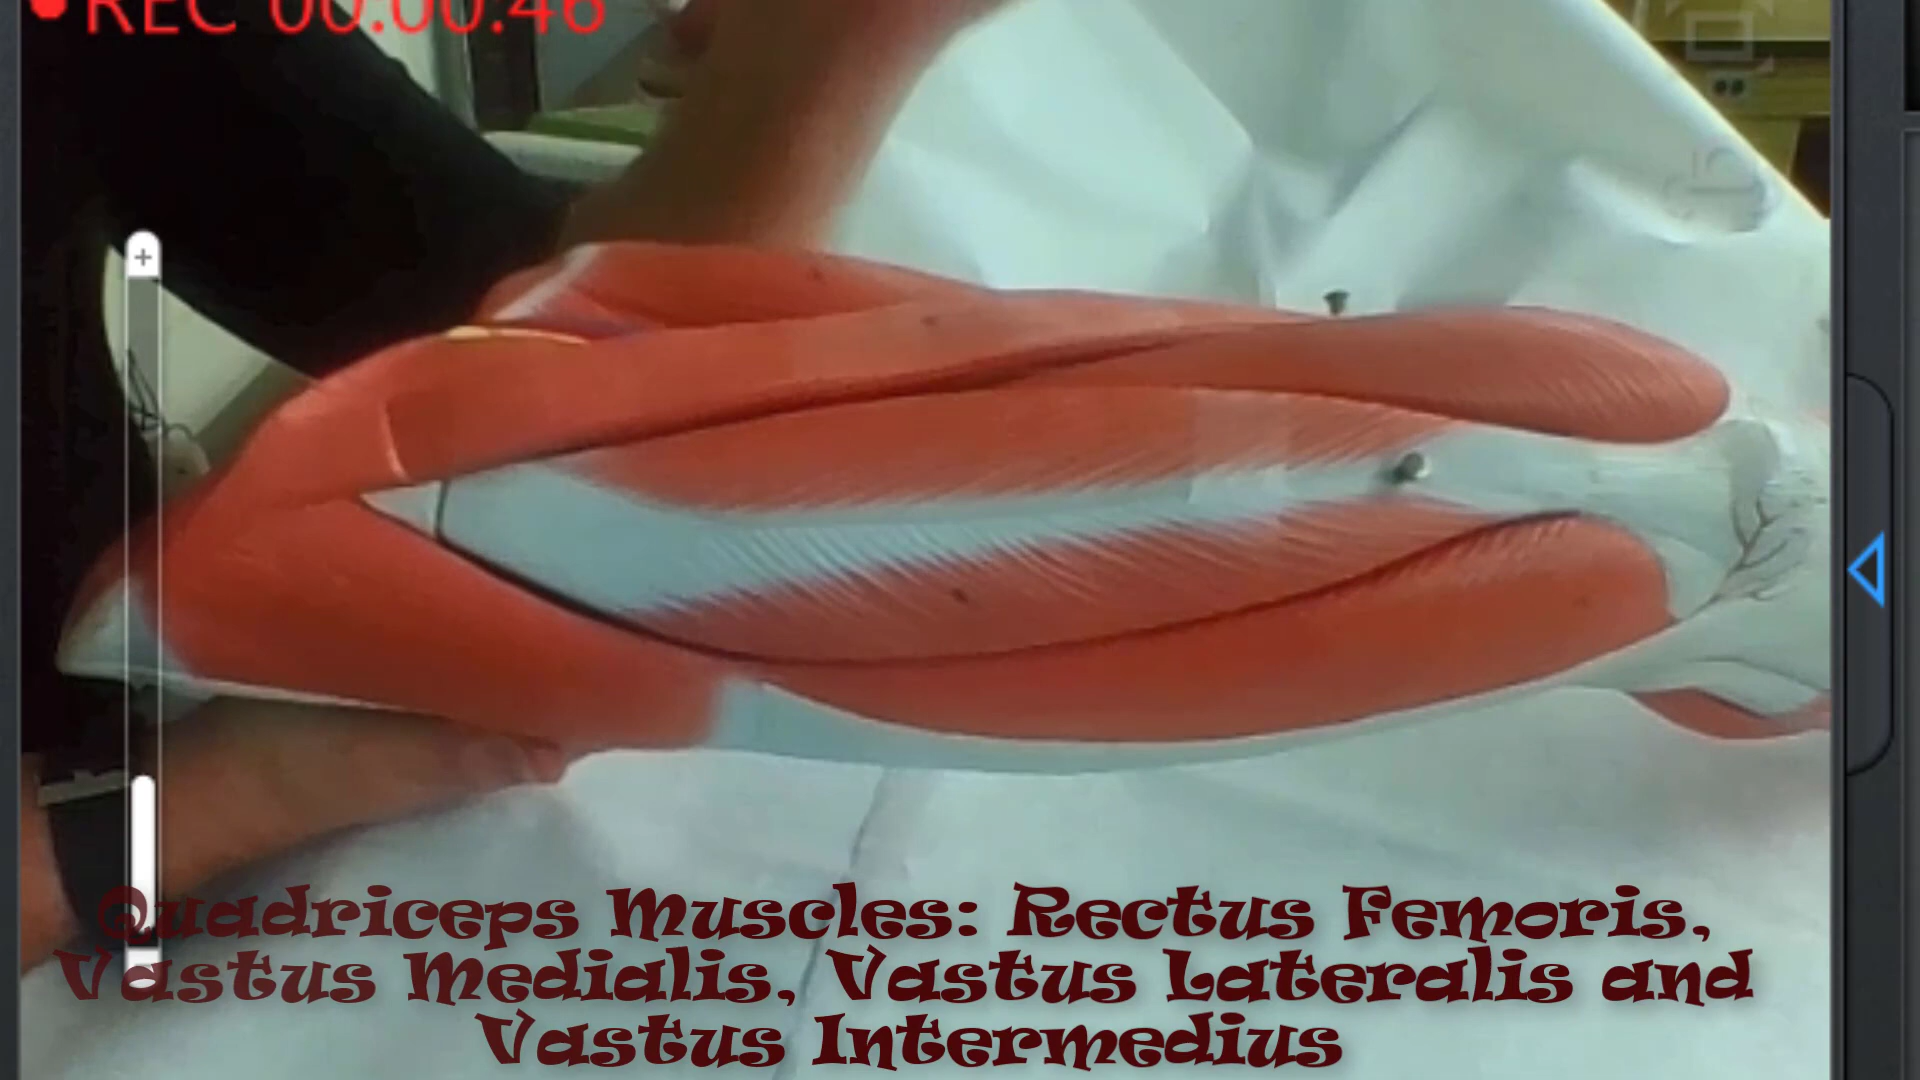 REC 00:00:46
Quadriceps Muscles: Rectus Femoris,
Vastus Medialis, Vastus Lateralis and
Vastus Intermedius